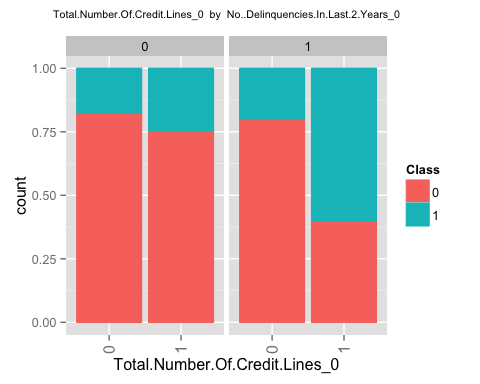 Total.Number.Of.Credit.Lines_0 by No..Delinquencies.In.Last.2.Years_0
0 1
1.00
0.75
0.50
0.25
0.00
count
0 1 0 1
Total.Number.Of.Credit.Lines_0
Class
0
1